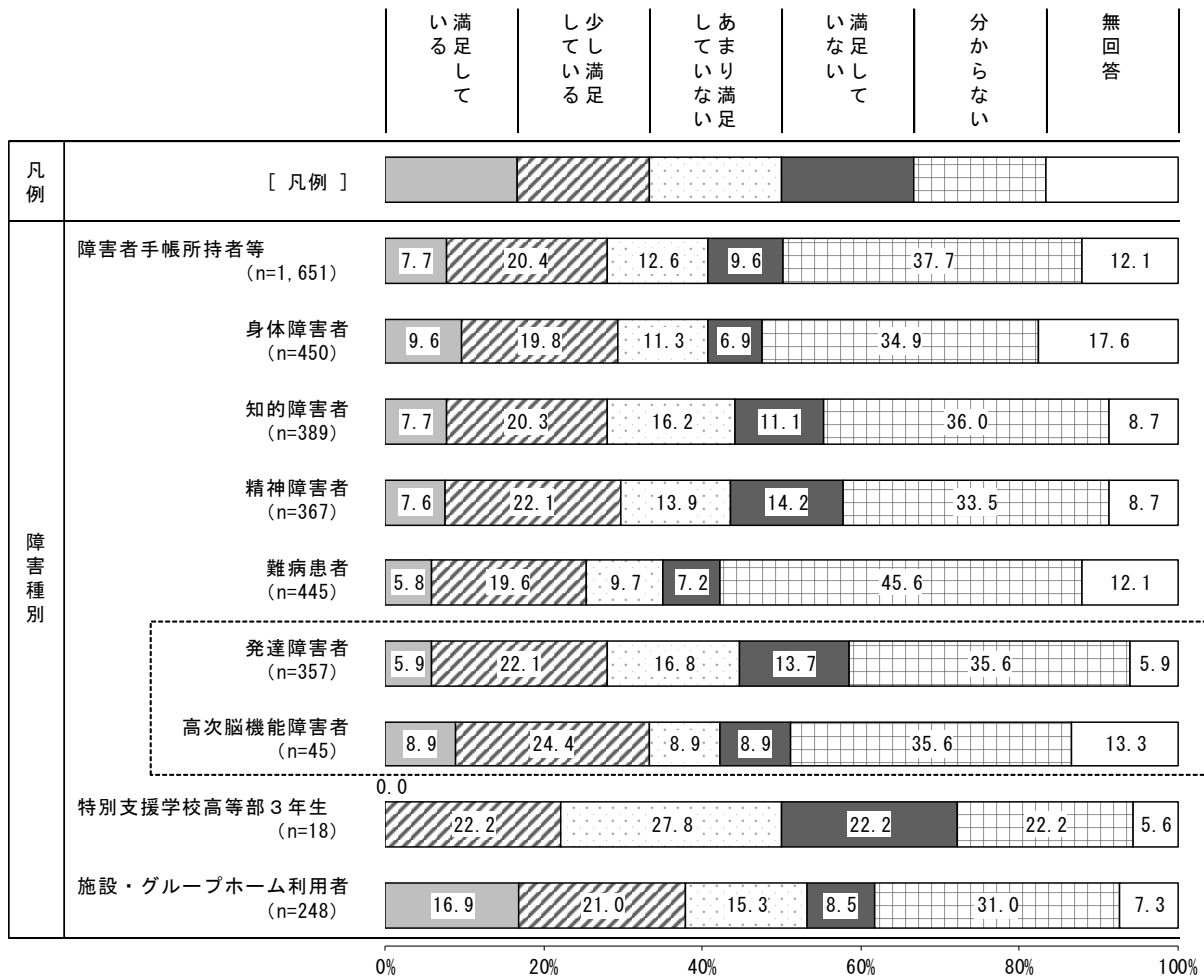 満足して
いる
少し満足
している
あまり満足
していない
満足して
いない
分からない
無回答
凡例
[ 凡例 ]
障害種別
障害者手帳所持者等
(n=1,651)
7.7 20.4 12.6 9.6 37.7 12.1
身体障害者
(n=450)
9.6 19.8 11.3 6.9 34.9 17.6
知的障害者
(n=389)
7.7 20.3 16.2 11.1 36.0 8.7
精神障害者
(n=367)
7.6 22.1 13.9 14.2 33.5 8.7
難病患者
(n=445)
5.8 19.6 9.7 7.2 45.6 12.1
発達障害者
(n=357)
5.9 22.1 16.8 13.7 35.6 5.9
高次脳機能障害者
(n=45)
8.9 24.4 8.9 8.9 35.6 13.3
特別支援学校高等部3年生
(n=18)
0.0 22.2 27.8 22.2 22.2 5.6
施設・グループホーム利用者
(n=248)
16.9 21.0 15.3 8.5 31.0 7.3
0% 20% 40% 60% 80% 100%